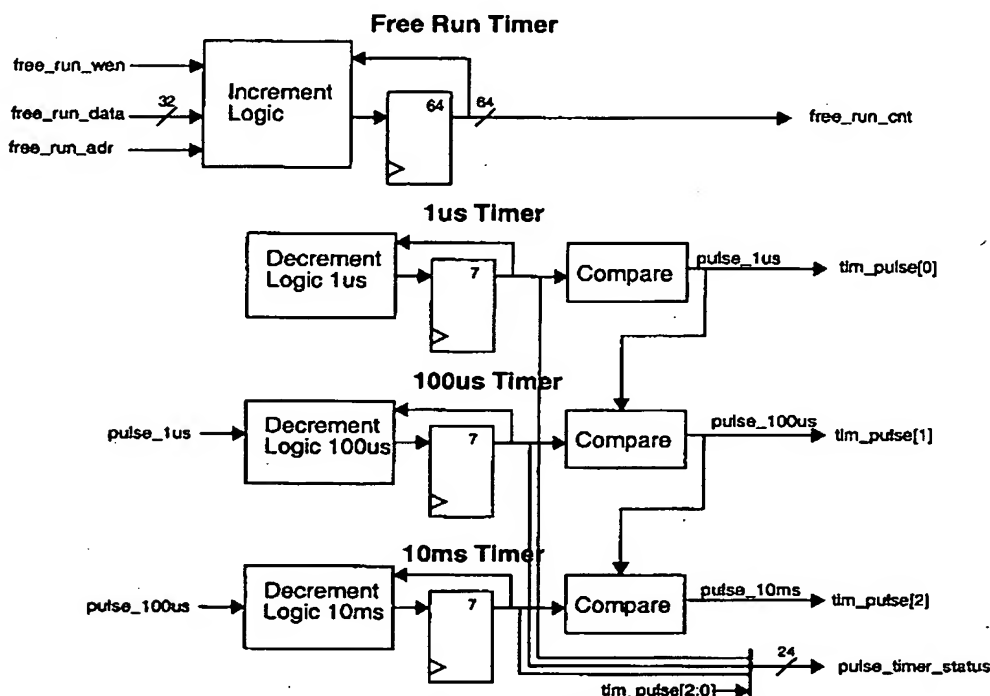 Free Run Timer
free_run_wen
free_run_data
32
free_run_adr
Increment
Logic
64
64
free_run_cnt
1us Timer
Decrement
Logic 1us
7
Compare
pulse_1us
tim_pulse[0]
100us Timer
pulse_1us
Decrement
Logic 100us
7
Compare
pulse_100us
tim_pulse[1]
10ms Timer
pulse_100us
Decrement
Logic 10ms
7
Compare
pulse_10ms
tim_pulse[2]
24
pulse_timer_status
tim_pulse[2:0]